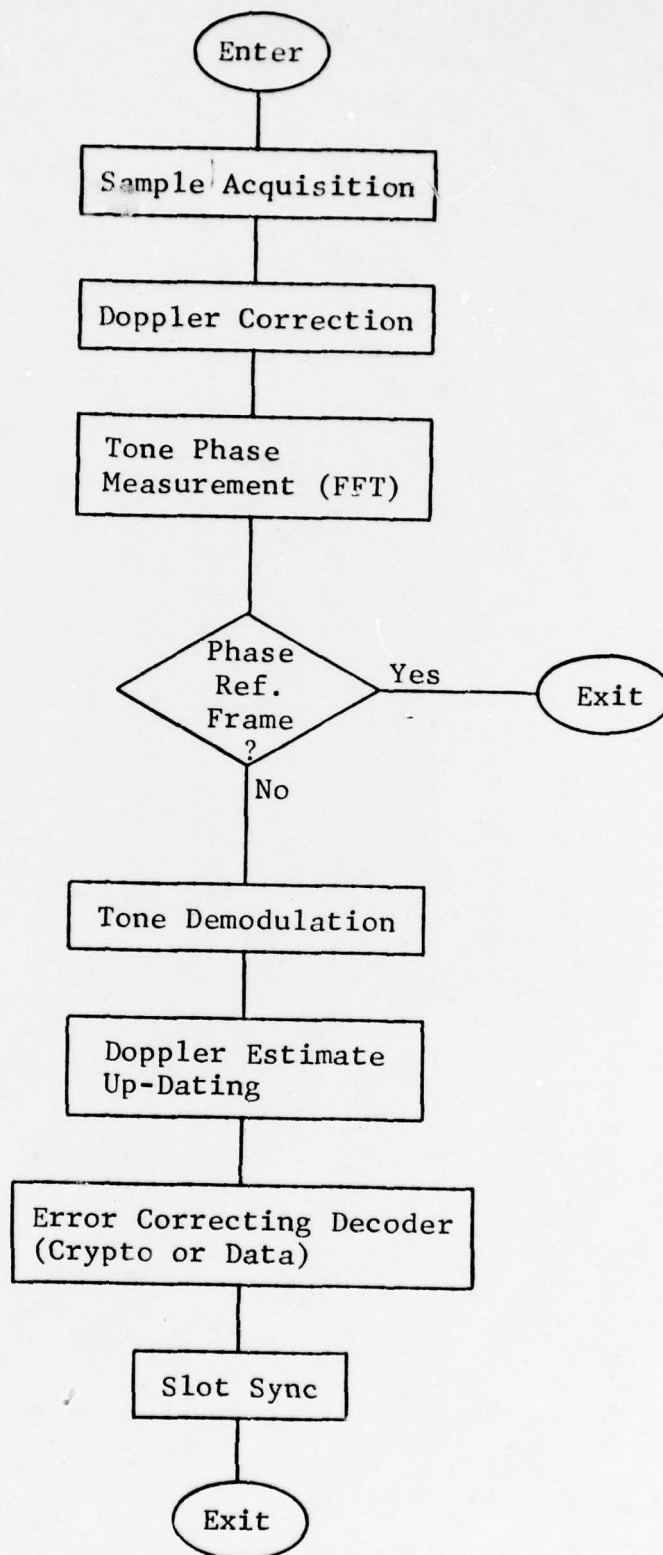 Enter
Sample Acquisition
Doppler Correction
Tone Phase
Measurement (FFT)
Phase
Ref.
Frame
?
Yes
Exit
No
Tone Demodulation
Doppler Estimate
Up-Dating
Error Correcting Decoder
(Crypto or Data)
Slot Sync
Exit